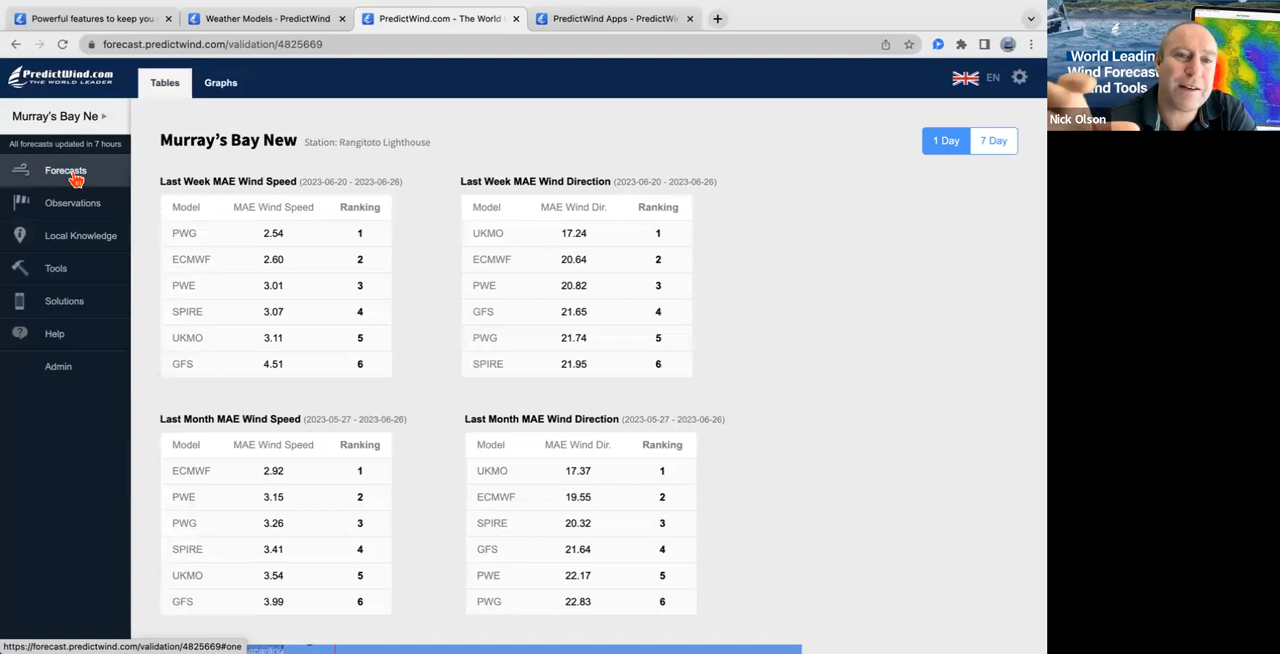 Powerful features to keep you
Weather Models - PredictWind
PredictWind.com - The World
PredictWind Apps - PredictWi
forecast.predictwind.com/validation/4825669
PredictWind.com
THE WORLD LEADER
Tables
Graphs
EN
Murray's Bay Ne
All forecasts updated in 7 hours
Forecasts
Observations
Local Knowledge
Tools
Solutions
Help
Admin
Murray's Bay New
Station: Rangitoto Lighthouse
1 Day
7 Day
Last Week MAE Wind Speed (2023-06-20 - 2023-06-26)
Model MAE Wind Speed Ranking
PWG 2.54 1
ECMWF 2.60 2
PWE 3.01 3
SPIRE 3.07 4
UKMO 3.11 5
GFS 4.51 6
Last Week MAE Wind Direction (2023-06-20 - 2023-06-26)
Model MAE Wind Dir. Ranking
UKMO 17.24 1
ECMWF 20.64 2
PWE 20.82 3
GFS 21.65 4
PWG 21.74 5
SPIRE 21.95 6
Last Month MAE Wind Speed (2023-05-27 - 2023-06-26)
Model MAE Wind Speed Ranking
ECMWF 2.92 1
PWE 3.15 2
PWG 3.26 3
SPIRE 3.41 4
UKMO 3.54 5
GFS 3.99 6
Last Month MAE Wind Direction (2023-05-27 - 2023-06-26)
Model MAE Wind Dir. Ranking
UKMO 17.37 1
ECMWF 19.55 2
SPIRE 20.32 3
GFS 21.64 4
PWE 22.17 5
PWG 22.83 6
https://forecast.predictwind.com/validation/4825669#one
World Leading
Wind Forecast
Tools
Nick Olson